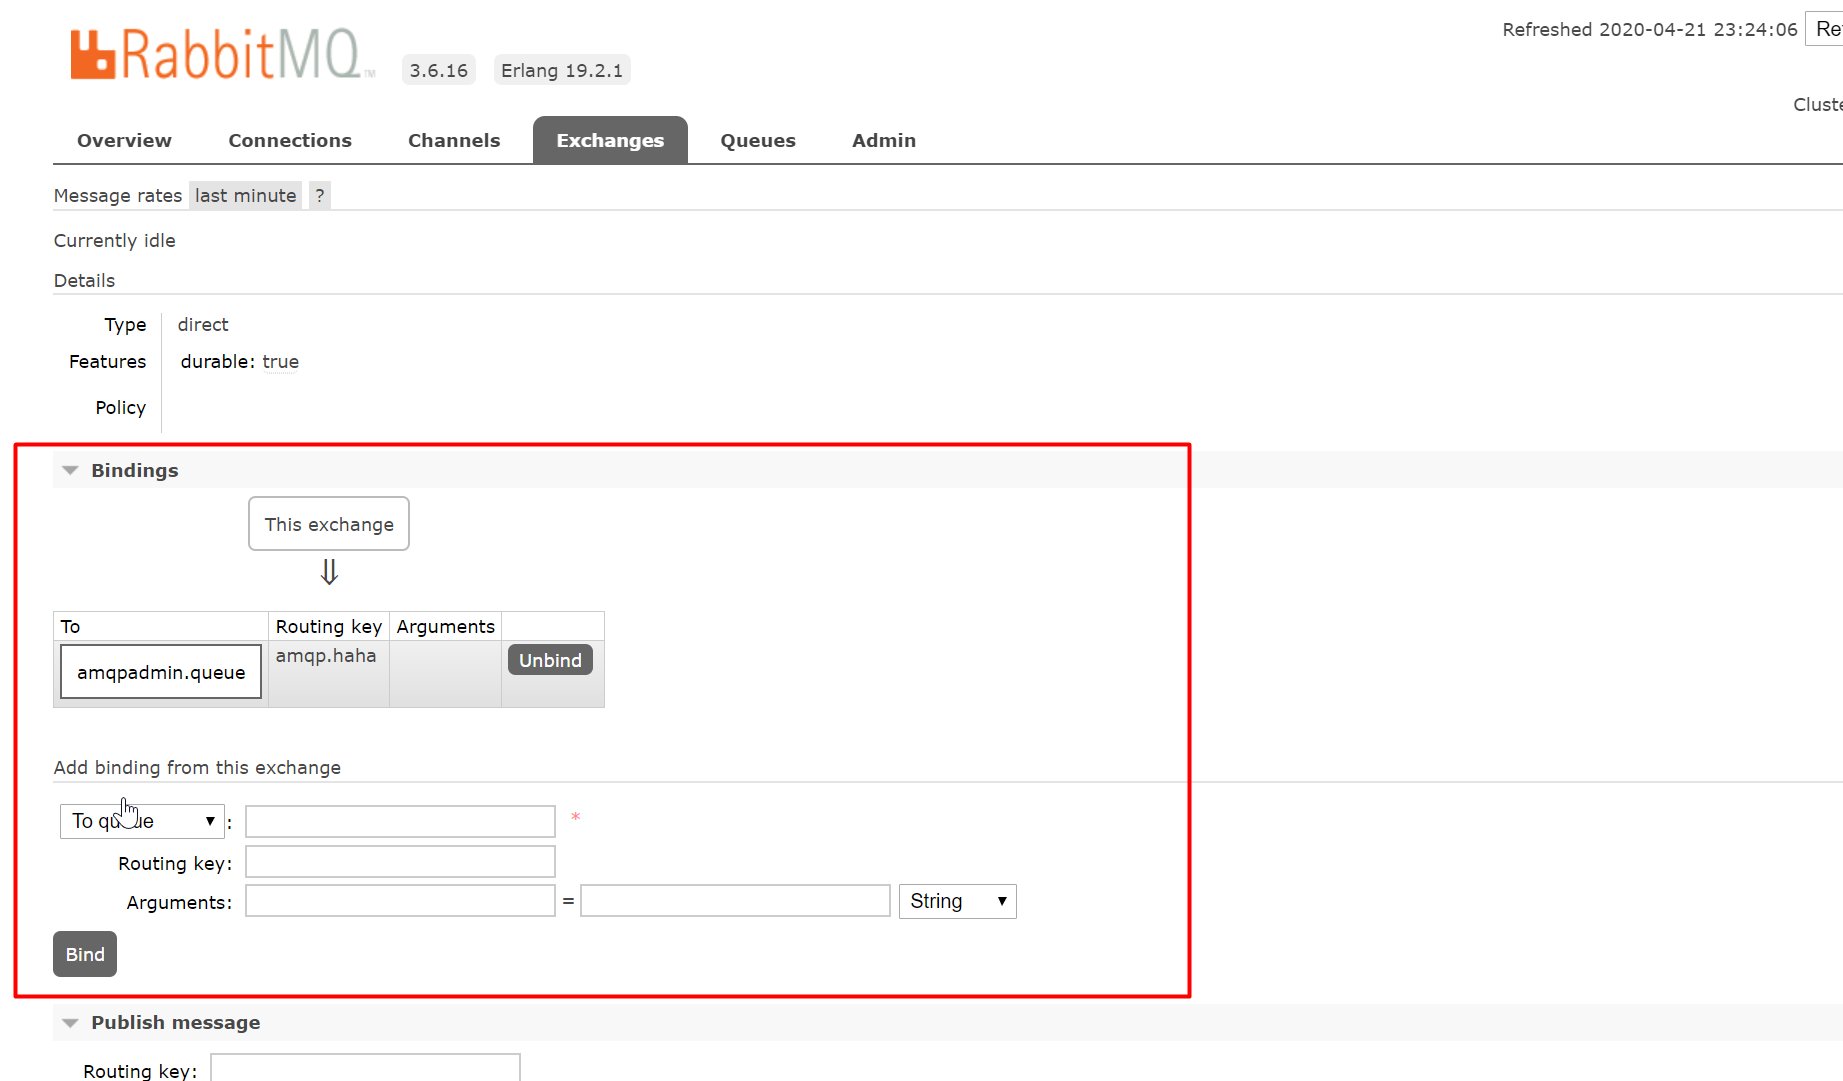 Refreshed 2020-04-21 23:24:06
RabbitMQ TM 3.6.16 Erlang 19.2.1
Overview Connections Channels Exchanges Queues Admin
Message rates last minute ?
Currently idle
Details
Type direct
Features durable: true
Policy
Bindings
This exchange
⇓
To Routing key Arguments
amqpadmin.queue amqp.haha Unbind
Add binding from this exchange
To queue ▼ : *
Routing key:
Arguments: = String ▼
Bind
Publish message
Routing key: